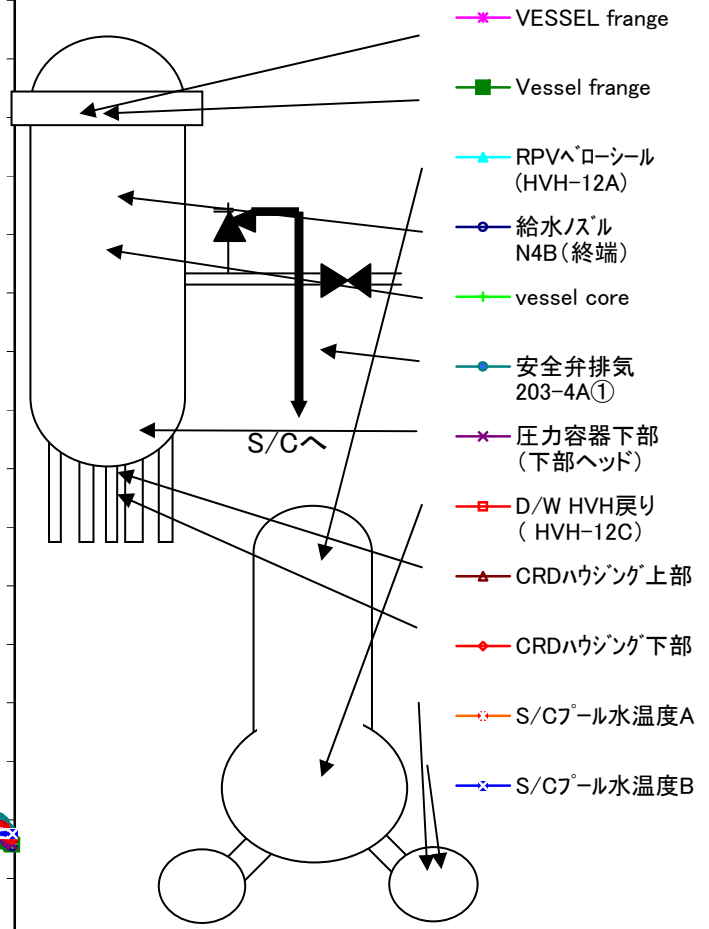 VESSEL frange
Vessel frange
RPVベローシール
(HVH-12A)
給水ノズル
N4B(終端)
vessel core
安全弁排気
203-4A①
圧力容器下部
(下部ヘッド)
D/W HVH戻り
( HVH-12C)
CRDハウジング上部
CRDハウジング下部
S/Cプール水温度A
S/Cプール水温度B
S/Cへ